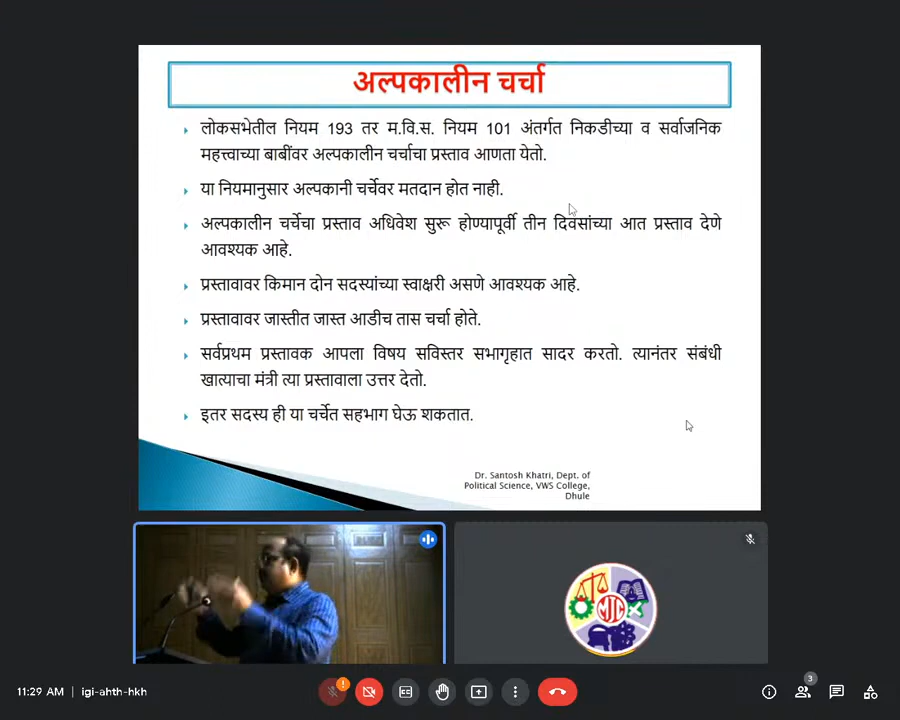 अल्पकालीन चर्चा
लोकसभेतील नियम 193 तर म.वि.स. नियम 101 अंतर्गत निकडीच्या व सर्वाजनिक
महत्त्वाच्या बाबींवर अल्पकालीन चर्चाचा प्रस्ताव आणता येतो.
या नियमानुसार अल्पकानी चर्चेवर मतदान होत नाही.
अल्पकालीन चर्चेचा प्रस्ताव अधिवेश सुरू होण्यापूर्वी तीन दिवसांच्या आत प्रस्ताव देणे
आवश्यक आहे.
प्रस्तावावर किमान दोन सदस्यांच्या स्वाक्षरी असणे आवश्यक आहे.
प्रस्तावावर जास्तीत जास्त आडीच तास चर्चा होते.
सर्वप्रथम प्रस्तावक आपला विषय सविस्तर सभागृहात सादर करतो. त्यानंतर संबंधी
खात्याचा मंत्री त्या प्रस्तावाला उत्तर देतो.
इतर सदस्य ही या चर्चेत सहभाग घेऊ शकतात.
Dr. Santosh Khatri, Dept. of
Political Science, VWS College,
Dhule
MJC
3
11:29 AM | igi-ahth-hkh